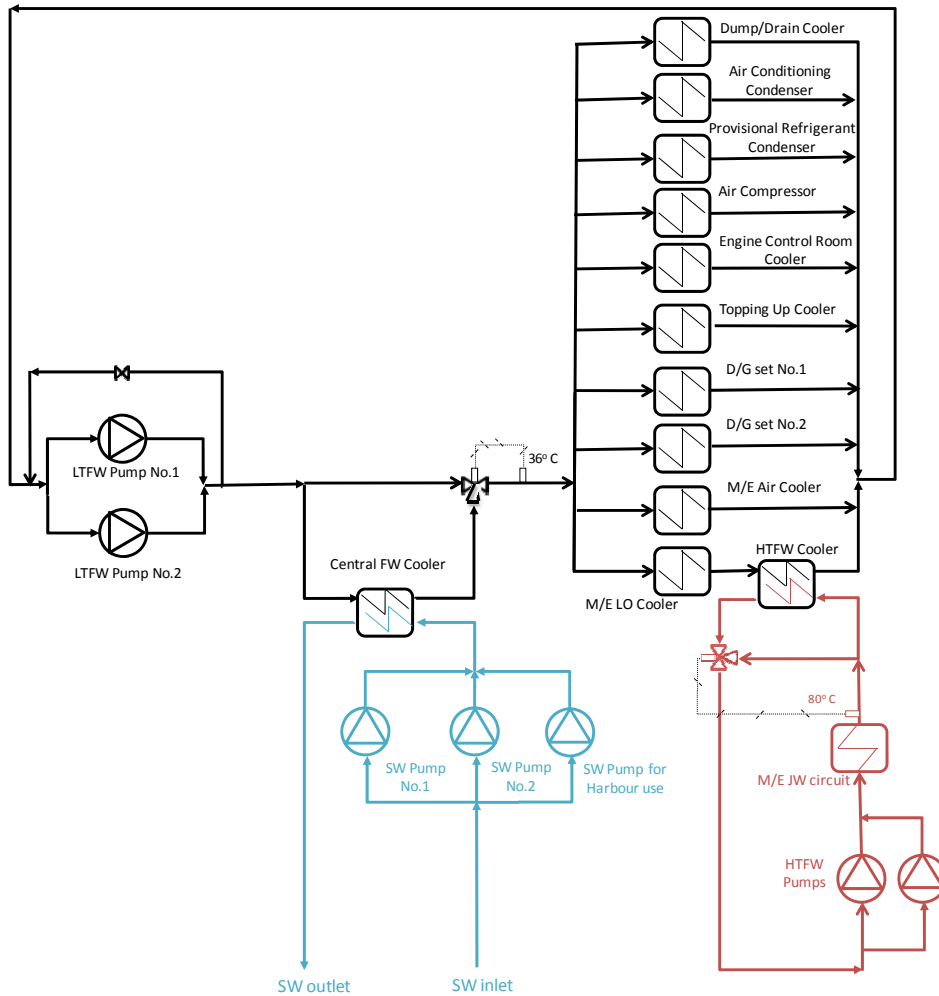 Dump/Drain Cooler
Air Conditioning
Condenser
Provisional Refrigerant
Condenser
Air Compressor
Engine Control Room
Cooler
Topping Up Cooler
D/G set No.1
D/G set No.2
36° C
LTFW Pump No.1
M/E Air Cooler
LTFW Pump No.2
Central FW Cooler
HTFW Cooler
M/E LO Cooler
80° C
SW Pump
No.1
SW Pump
No.2
SW Pump for
Harbour use
M/E JW circuit
HTFW
Pumps
SW outlet
SW inlet